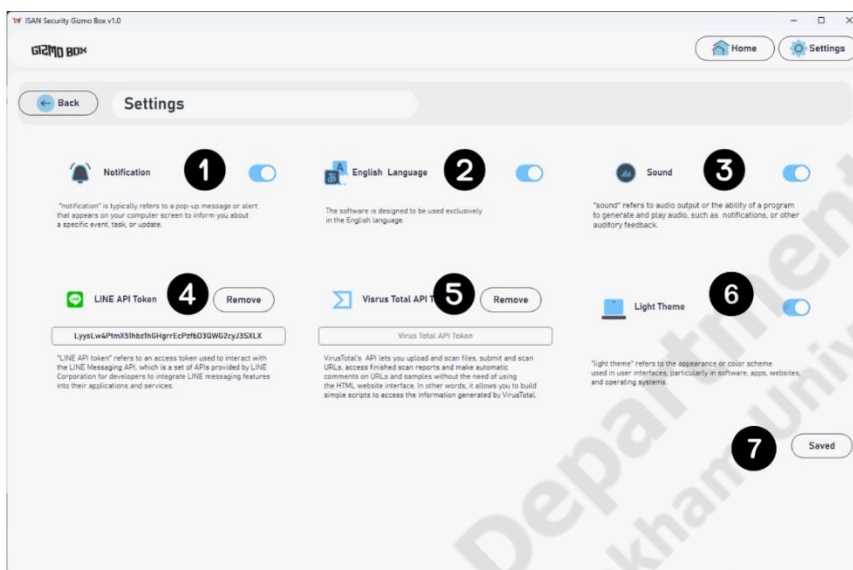 ISAN Security Gizmo Box v1.0
GIZMO BOX
Home
Settings
Back
Settings
Notification
1
English Language
2
Sound
3
"notification" is typically refers to a pop-up message or alert
that appears on your computer screen to inform you about
a specific event, task, or update.
The software is designed to be used exclusively
in the English language.
"sound" refers to audio output or the ability of a program
to generate and play audio, such as notifications, or other
auditory feedback.
LINE API Token
4
Remove
Visrus Total API T
5
Remove
Light Theme
6
Virus Total API Token
"LINE API token" refers to an access token used to interact with
the LINE Messaging API, which is a set of APIs provided by LINE
Corporation for developers to integrate LINE messaging features
into their applications and services.
VirusTotal's API lets you upload and scan files, submit and scan
URLs, access finished scan reports and make automatic
comments on URLs and samples without the need of using
the HTML website interface. In other words, it allows you to build
simple scripts to access the information generated by VirusTotal.
"light theme" refers to the appearance or color scheme
used in user interfaces, particularly in software, apps, websites,
and operating systems.
7
Saved
Department
kham univ